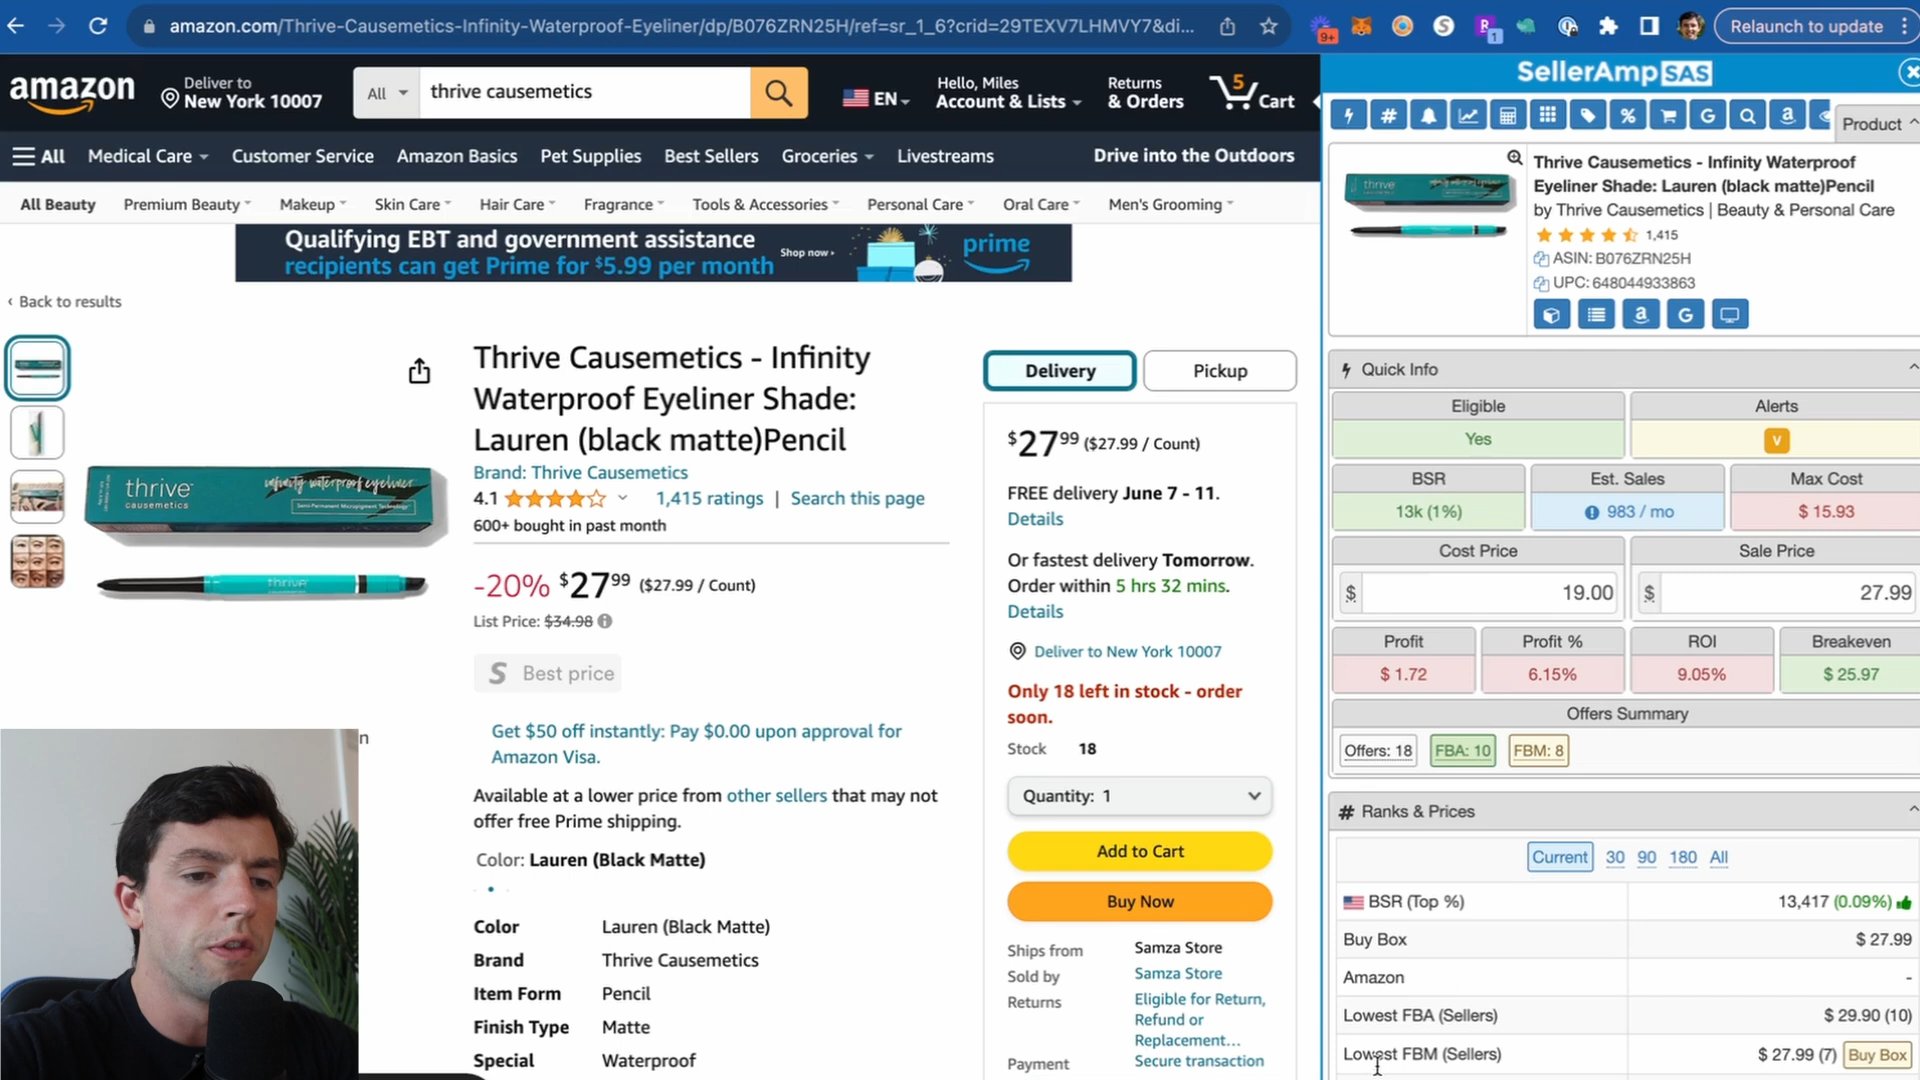 amazon.com/Thrive-Causemetics-Infinity-Waterproof-Eyeliner/dp/B076ZRN25H/ref=sr_1_6?crid=29TEXV7LHMVY7&di...
9+
1
Relaunch to update
amazon
Deliver to
New York 10007
All
thrive causemetics
EN
Hello, Miles
Account & Lists
Returns
& Orders
5
Cart
All
Medical Care
Customer Service
Amazon Basics
Pet Supplies
Best Sellers
Groceries
Livestreams
Drive into the Outdoors
All Beauty
Premium Beauty
Makeup
Skin Care
Hair Care
Fragrance
Tools & Accessories
Personal Care
Oral Care
Men's Grooming
Qualifying EBT and government assistance
recipients can get Prime for $5.99 per month
Shop now
prime
‹ Back to results
thrive
causemetics
infinity waterproof eyeliner
Semi-Permanent Micropigment Technology
thrive
Thrive Causemetics - Infinity
Waterproof Eyeliner Shade:
Lauren (black matte)Pencil
Brand: Thrive Causemetics
4.1
1,415 ratings | Search this page
600+ bought in past month
-20% $27 99 ($27.99 / Count)
List Price: $34.98
S Best price
Get $50 off instantly: Pay $0.00 upon approval for
Amazon Visa.
n
Available at a lower price from other sellers that may not
offer free Prime shipping.
Color: Lauren (Black Matte)
Color Lauren (Black Matte)
Brand Thrive Causemetics
Item Form Pencil
Finish Type Matte
Special Waterproof
Delivery
Pickup
$27 99 ($27.99 / Count)
FREE delivery June 7 - 11.
Details
Or fastest delivery Tomorrow.
Order within 5 hrs 32 mins.
Details
Deliver to New York 10007
Only 18 left in stock - order
soon.
Stock 18
Quantity: 1
Add to Cart
Buy Now
Ships from Samza Store
Sold by Samza Store
Returns Eligible for Return,
Refund or
Replacement...
Payment Secure transaction
SellerAmp SAS
Product
Thrive Causemetics - Infinity Waterproof
Eyeliner Shade: Lauren (black matte)Pencil
by Thrive Causemetics | Beauty & Personal Care
1,415
ASIN: B076ZRN25H
UPC: 648044933863
Quick Info
Eligible
Alerts
Yes
V
BSR
Est. Sales
Max Cost
13k (1%)
983 / mo
$ 15.93
Cost Price
Sale Price
$ 19.00
$ 27.99
Profit
Profit %
ROI
Breakeven
$ 1.72
6.15%
9.05%
$ 25.97
Offers Summary
Offers: 18
FBA: 10
FBM: 8
# Ranks & Prices
Current 30 90 180 All
BSR (Top %) 13,417 (0.09%)
Buy Box $ 27.99
Amazon -
Lowest FBA (Sellers) $ 29.90 (10)
Lowest FBM (Sellers) $ 27.99 (7) Buy Box